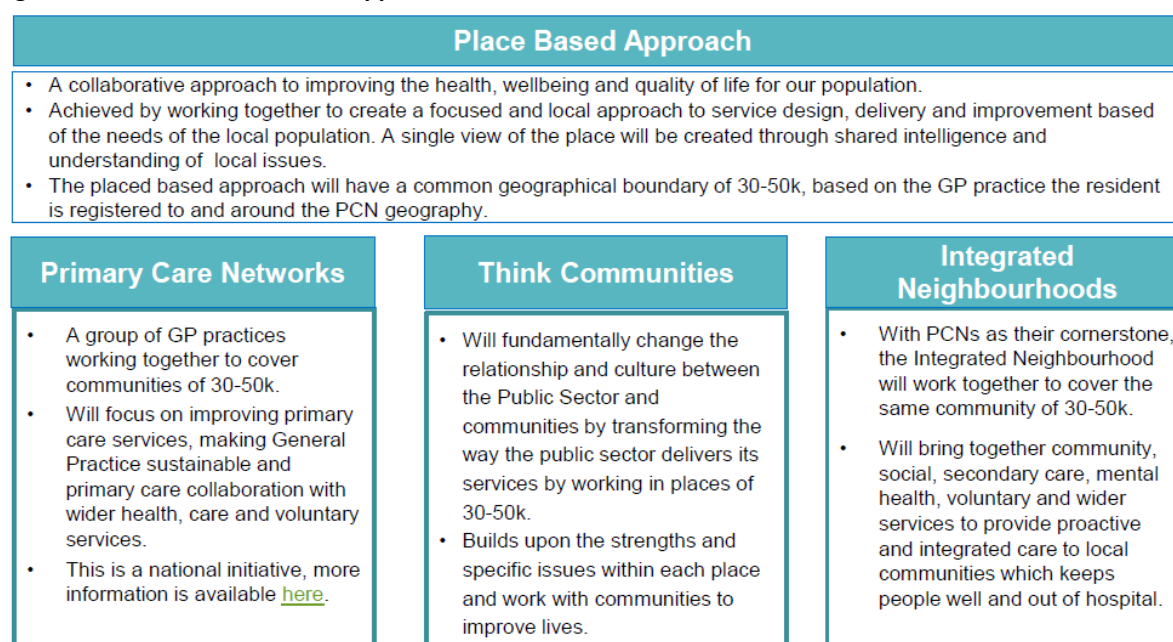 Place Based Approach
• A collaborative approach to improving the health, wellbeing and quality of life for our population.
• Achieved by working together to create a focused and local approach to service design, delivery and improvement based
of the needs of the local population. A single view of the place will be created through shared intelligence and
understanding of local issues.
• The placed based approach will have a common geographical boundary of 30-50k, based on the GP practice the resident
is registered to and around the PCN geography.
Primary Care Networks
• A group of GP practices
working together to cover
communities of 30-50k.
• Will focus on improving primary
care services, making General
Practice sustainable and
primary care collaboration with
wider health, care and voluntary
services.
• This is a national initiative, more
information is available here.
Think Communities
• Will fundamentally change the
relationship and culture between
the Public Sector and
communities by transforming the
way the public sector delivers its
services by working in places of
30-50k.
• Builds upon the strengths and
specific issues within each place
and work with communities to
improve lives.
Integrated
Neighbourhoods
• With PCNs as their cornerstone,
the Integrated Neighbourhood
will work together to cover the
same community of 30-50k.
• Will bring together community,
social, secondary care, mental
health, voluntary and wider
services to provide proactive
and integrated care to local
communities which keeps
people well and out of hospital.